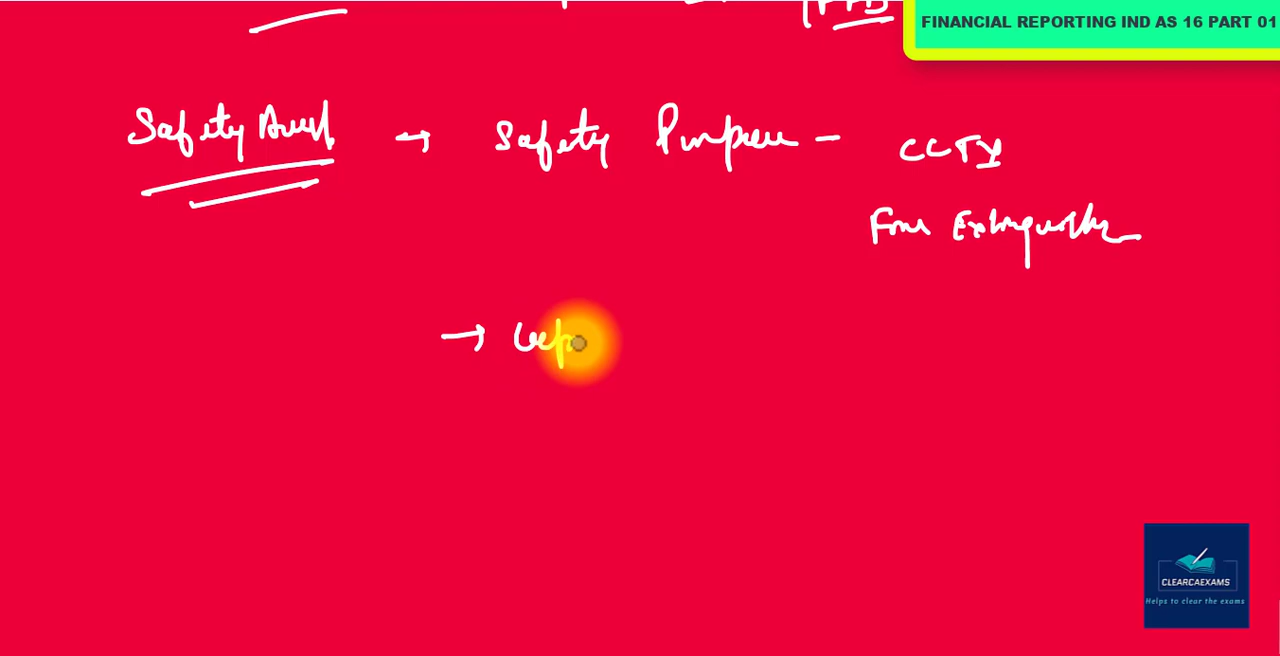 FINANCIAL REPORTING IND AS 16 PART 01
Safety → Safety Purpose - CCTV
Fire Extinguisher
→
CLEARCAEXAMS
Helps to clear the exams